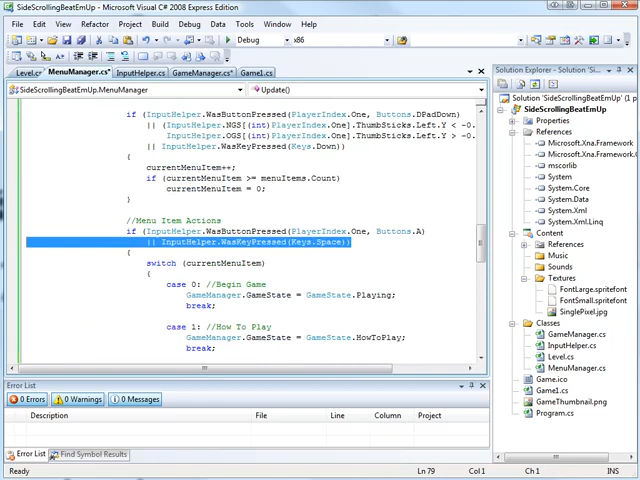 SideScrollingBeatEmUp - Microsoft Visual C# 2008 Express Edition
File Edit View Refactor Project Build Debug Data Tools Window Help
Debug x86
Level.cs MenuManager.cs* InputHelper.cs* GameManager.cs* Game1.cs
SideScrollingBeatEmUp.MenuManager Update()
if (InputHelper.WasButtonPressed(PlayerIndex.One, Buttons.DPadDown)
|| (InputHelper.NGS[(int)PlayerIndex.One].ThumbSticks.Left.Y < -0.
InputHelper.OGS[(int)PlayerIndex.One].ThumbSticks.Left.Y > -0.
|| InputHelper.WasKeyPressed(Keys.Down))
{
currentMenuItem++;
if (currentMenuItem >= menuItems.Count)
currentMenuItem = 0;
}
//Menu Item Actions
if (InputHelper.WasButtonPressed(PlayerIndex.One, Buttons.A)
|| InputHelper.WasKeyPressed(Keys.Space))
{
switch (currentMenuItem)
{
case 0: //Begin Game
GameManager.GameState = GameState.Playing;
break;
case 1: //How To Play
GameManager.GameState = GameState.HowToPlay;
break;
Error List
0 Errors 0 Warnings 0 Messages
Description File Line Column Project
Error List Find Symbol Results
Ready Ln 79 Col 1 Ch 1 INS
Solution Explorer - Solution 'SideScrollingBeatEmUp'
Solution 'SideScrollingBeatEmUp' (1 p
SideScrollingBeatEmUp
Properties
References
Microsoft.Xna.Framework
Microsoft.Xna.Framework.
mscorlib
System
System.Core
System.Data
System.Xml
System.Xml.Linq
Content
References
Music
Sounds
Textures
FontLarge.spritefont
FontSmall.spritefont
SinglePixel.jpg
Classes
GameManager.cs
InputHelper.cs
Level.cs
MenuManager.cs
Game.ico
Game1.cs
GameThumbnail.png
Program.cs